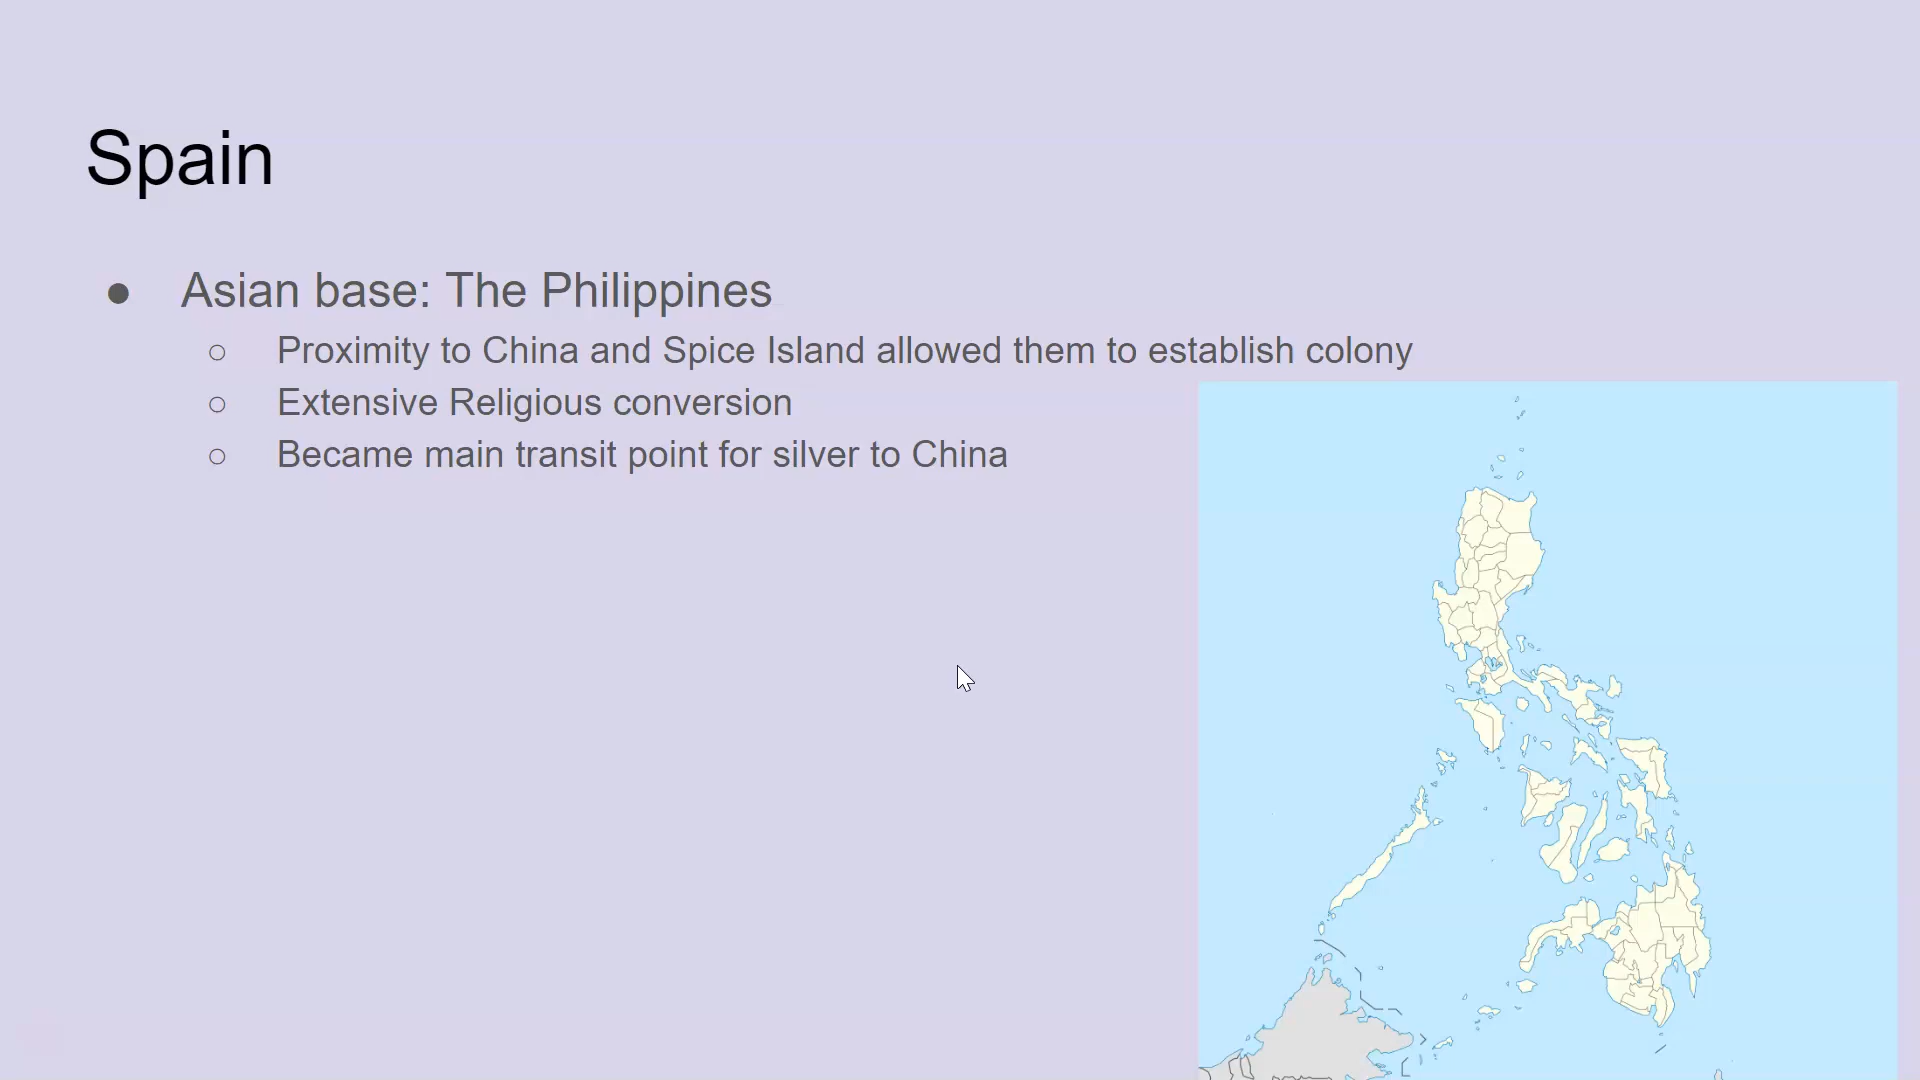 Spain
● Asian base: The Philippines
○ Proximity to China and Spice Island allowed them to establish colony
○ Extensive Religious conversion
○ Became main transit point for silver to China